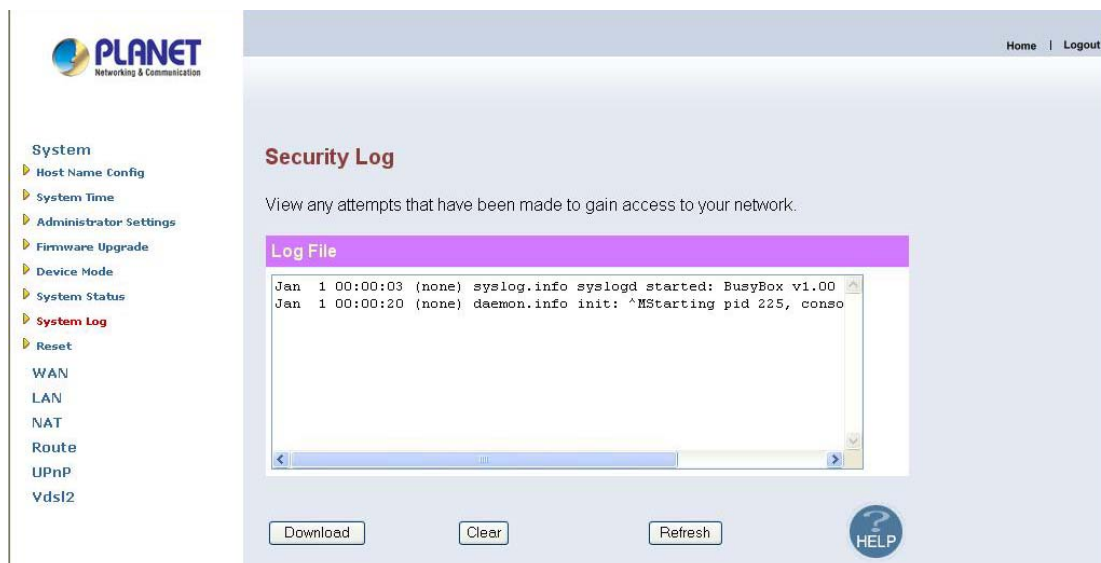 PLANET
Networking & Communication
Home | Logout
System
Host Name Config
System Time
Administrator Settings
Firmware Upgrade
Device Mode
System Status
System Log
Reset
WAN
LAN
NAT
Route
UPnP
Vdsl2
Security Log
View any attempts that have been made to gain access to your network.
Log File
Jan  1 00:00:03 (none) syslog.info syslogd started: BusyBox v1.00
Jan  1 00:00:20 (none) daemon.info init: ^MStarting pid 225, conso
Download
Clear
Refresh
?
HELP